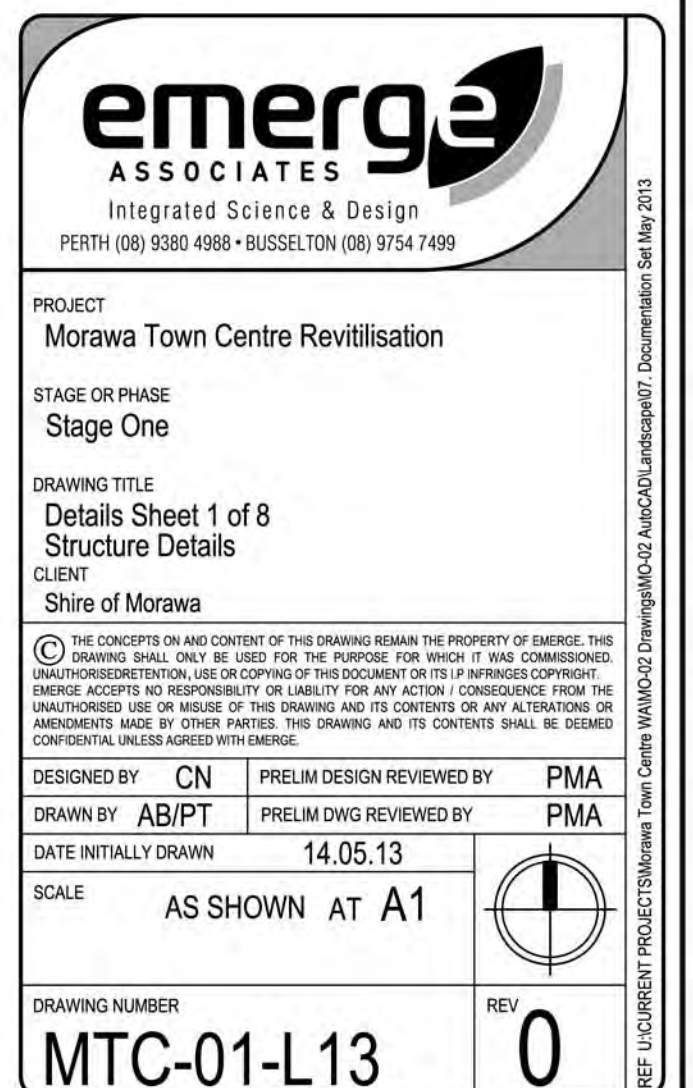 emerge
ASSOCIATES
Integrated Science & Design
PERTH (08) 9380 4988 • BUSSELTON (08) 9754 7499
PROJECT
Morawa Town Centre Revitilisation
STAGE OR PHASE
Stage One
DRAWING TITLE
Details Sheet 1 of 8
Structure Details
CLIENT
Shire of Morawa
© THE CONCEPTS ON AND CONTENT OF THIS DRAWING REMAIN THE PROPERTY OF EMERGE. THIS
DRAWING SHALL ONLY BE USED FOR THE PURPOSE FOR WHICH IT WAS COMMISSIONED.
UNAUTHORISEDRETENTION, USE OR COPYING OF THIS DOCUMENT OR ITS I.P INFRINGES COPYRIGHT.
EMERGE ACCEPTS NO RESPONSIBILITY OR LIABILITY FOR ANY ACTION / CONSEQUENCE FROM THE
UNAUTHORISED USE OR MISUSE OF THIS DRAWING AND ITS CONTENTS OR ANY ALTERATIONS OR
AMENDMENTS MADE BY OTHER PARTIES. THIS DRAWING AND ITS CONTENTS SHALL BE DEEMED
CONFIDENTIAL UNLESS AGREED WITH EMERGE.
DESIGNED BY CN PRELIM DESIGN REVIEWED BY PMA
DRAWN BY AB/PT PRELIM DWG REVIEWED BY PMA
DATE INITIALLY DRAWN 14.05.13
SCALE AS SHOWN AT A1
DRAWING NUMBER REV
MTC-01-L13 0
REF U:\CURRENT PROJECTS\Morawa Town Centre WA\MO-02 Drawings\MO-02 AutoCAD\Landscape\07. Documentation Set May 2013